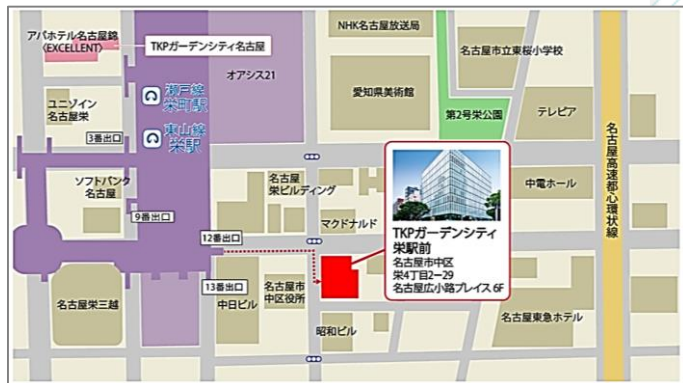 NHK名古屋放送局
アパホテル名古屋錦
〈EXCELLENT〉
TKPガーデンシティ名古屋
名古屋市立東桜小学校
オアシス21
瀬戸線
栄町駅
愛知県美術館
ユニゾイン
名古屋栄
第2号栄公園
テレピア
東山線
栄駅
3番出口
名古屋高速都心環状線
ソフトバンク
名古屋
名古屋
栄ビルディング
中電ホール
9番出口
マクドナルド
12番出口
TKPガーデンシティ
栄駅前
名古屋市中区
栄4丁目2ー29
名古屋広小路プレイス6F
13番出口
名古屋栄三越
中日ビル
名古屋市
中区役所
昭和ビル
名古屋東急ホテル